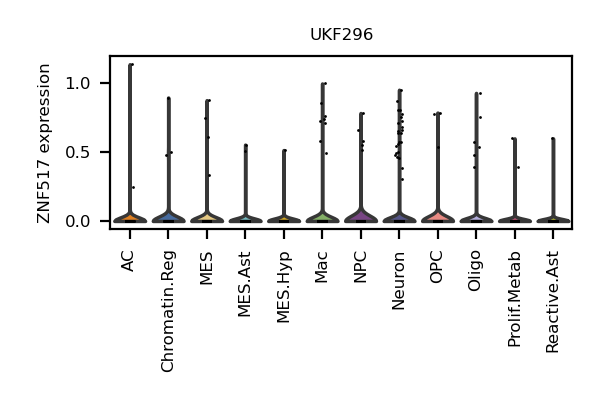 UKF296
ZNF517 expression
1.0
0.5
0.0
AC
Chromatin.Reg
MES
MES.Ast
MES.Hyp
Mac
NPC
Neuron
OPC
Oligo
Prolif.Metab
Reactive.Ast